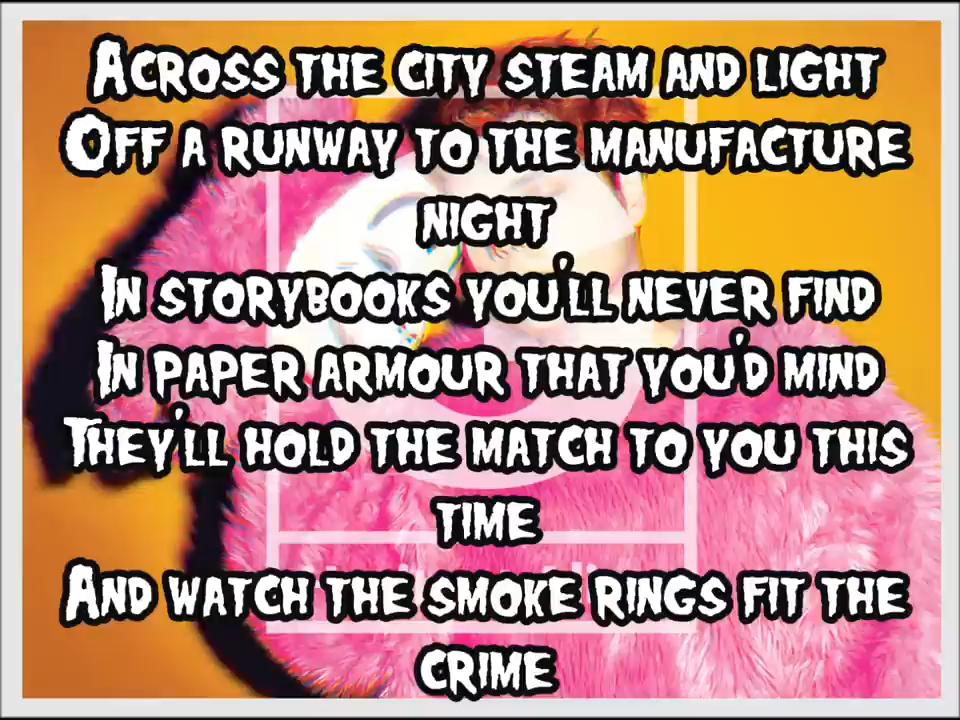 Across the city steam and light
Off a runway to the manufacture
night
In storybooks you'll never find
In paper armour that you'd mind
They'll hold the match to you this
time
And watch the smoke rings fit the
crime